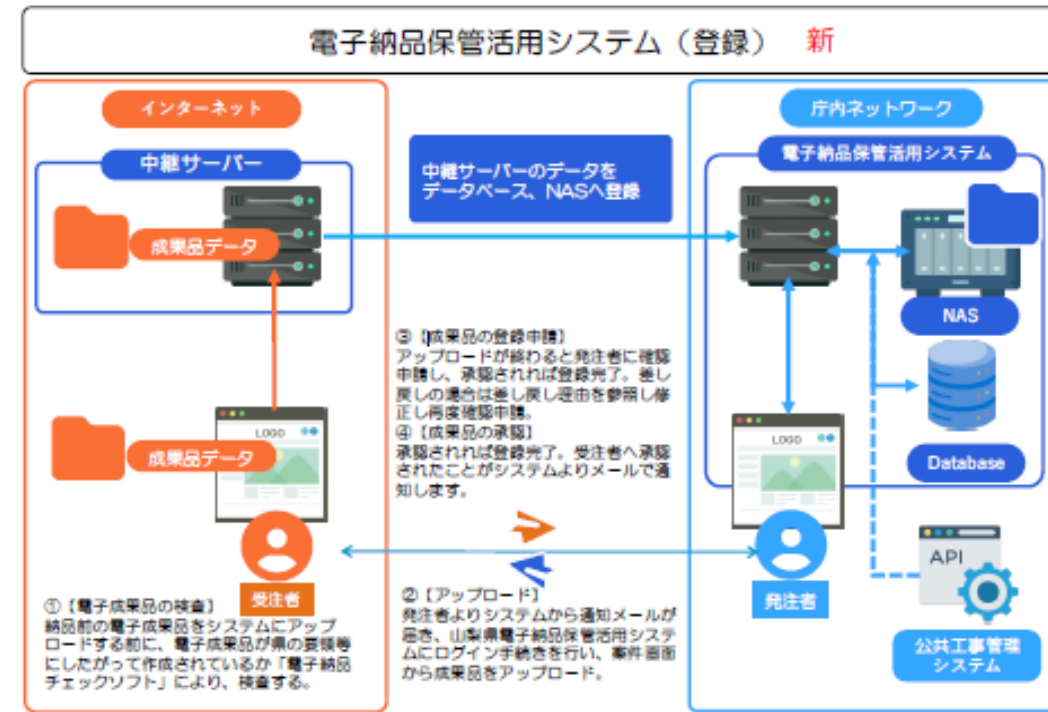 電子納品保管活用システム（登録） 新
インターネット
中継サーバー
成果品データ
中継サーバーのデータを
データベース、NASへ登録
庁内ネットワーク
電子納品保管活用システム
NAS
Database
③【成果品の登録申請】
アップロードが終わると発注者に確認
申請し、承認されれば登録完了。差し
戻しの場合は差し戻し理由を参照し修
正し再度確認申請。
④【成果品の承認】
承認されれば登録完了。受注者へ承認
されたことがシステムよりメールで通
知します。
LOGO
成果品データ
受注者
LOGO
発注者
API
公共工事管理
システム
①【電子成果品の検査】
納品前の電子成果品をシステムにアップ
ロードする前に、電子成果品が県の要領等
にしたがって作成されているか「電子納品
チェックソフト」により、検査する。
②【アップロード】
発注者よりシステムから通知メールが
届き、山梨県電子納品保管活用システ
ムにログイン手続きを行い、案件画面
から成果品をアップロード。